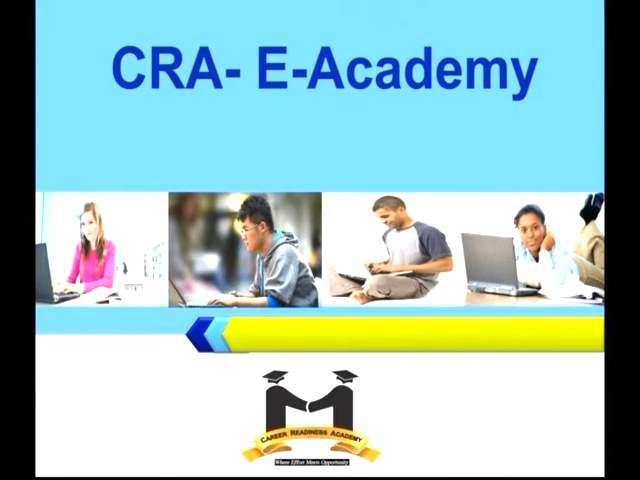 CRA- E-Academy
CAREER READINESS ACADEMY
Where Effort Meets Opportunity